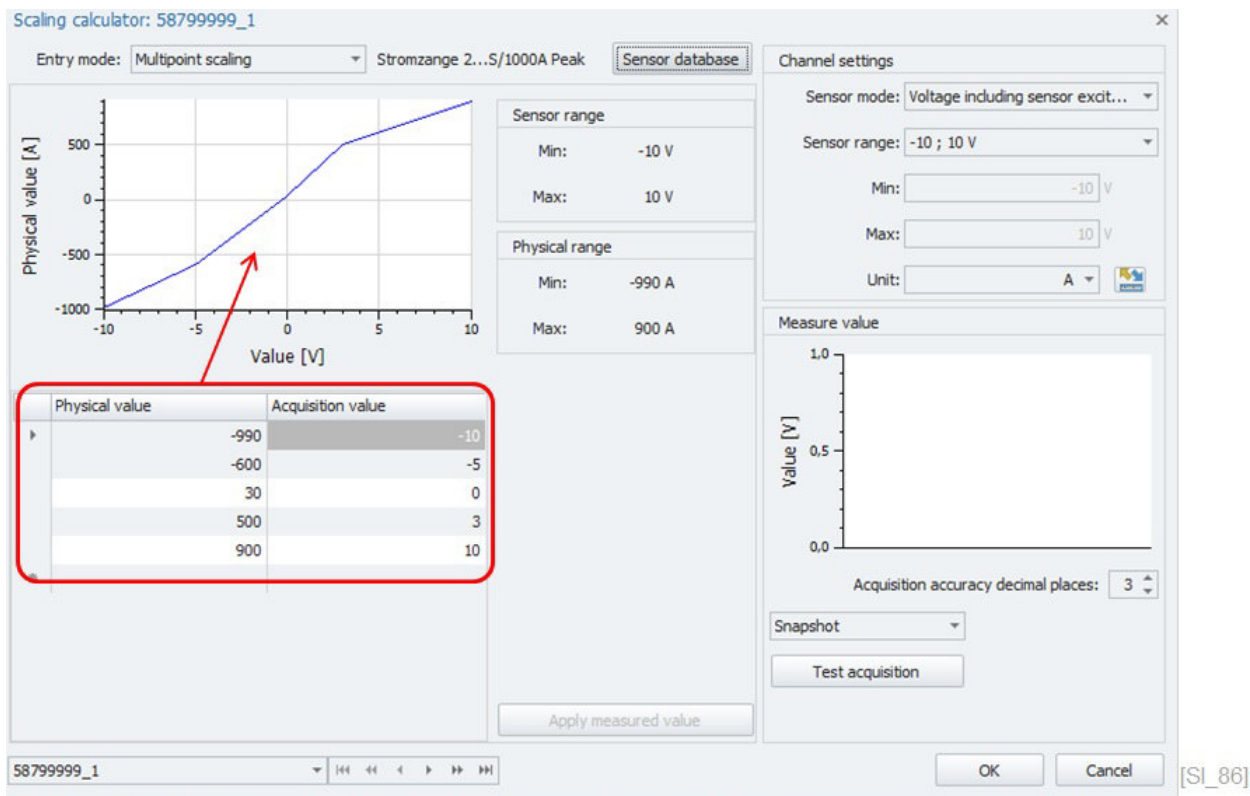 Scaling calculator: 58799999_1
Entry mode: Multipoint scaling Stromzange 2...S/1000A Peak Sensor database
Physical value [A]
500
0
-500
-1000
-10 -5 0 5 10
Value [V]
Sensor range
Min: -10 V
Max: 10 V
Physical range
Min: -990 A
Max: 900 A
Physical value Acquisition value
-990 -10
-600 -5
30 0
500 3
900 10
Apply measured value
Channel settings
Sensor mode: Voltage including sensor excit...
Sensor range: -10 ; 10 V
Min: -10 V
Max: 10 V
Unit: A
Measure value
Value [V]
1,0
0,5
0,0
Acquisition accuracy decimal places: 3
Snapshot
Test acquisition
58799999_1
OK Cancel
[SI_86]